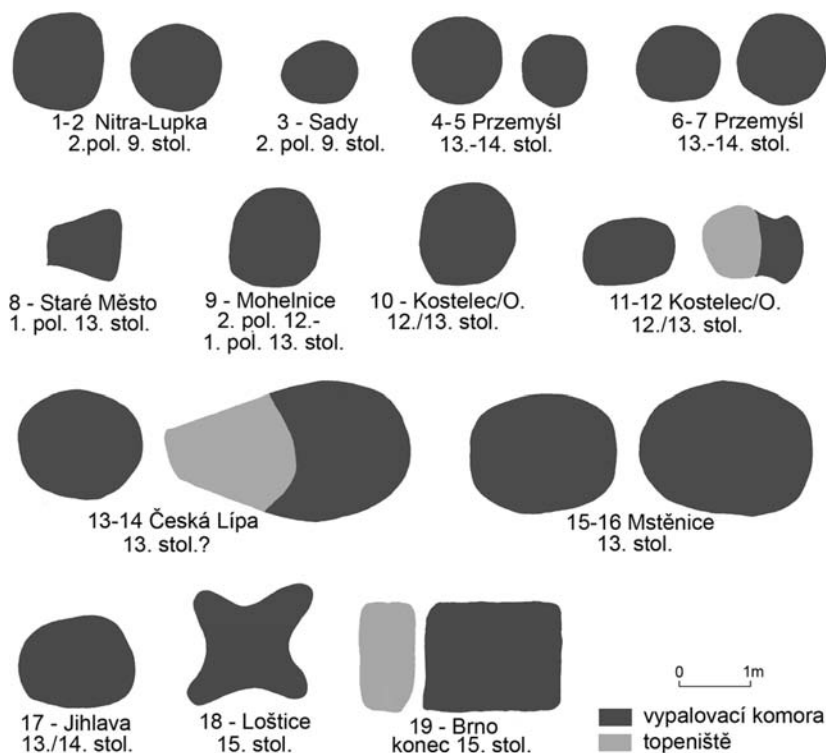 1-2 Nitra-Lupka
2.pol. 9. stol.
3 - Sady
2. pol. 9. stol.
4-5 Przemyśl
13.-14. stol.
6-7 Przemyśl
13.-14. stol.
8 - Staré Město
1. pol. 13. stol.
9 - Mohelnice
2. pol. 12.-
1. pol. 13. stol.
10 - Kostelec/O.
12./13. stol.
11-12 Kostelec/O.
12./13. stol.
13-14 Česká Lípa
13. stol.?
15-16 Mstěnice
13. stol.
17 - Jihlava
13./14. stol.
18 - Loštice
15. stol.
19 - Brno
konec 15. stol.
0 1m
vypalovací komora
topeniště